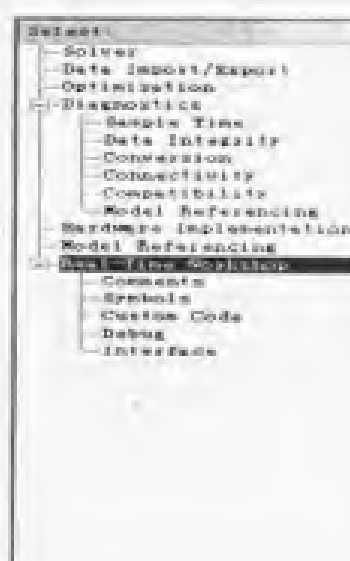 Select:
Solver
Data Import/Export
Optimization
Diagnostics
Sample Time
Data Integrity
Conversion
Connectivity
Compatibility
Model Referencing
Hardware Implementation
Model Referencing
Real-Time Workshop
Comments
Symbols
Custom Code
Debug
Interface